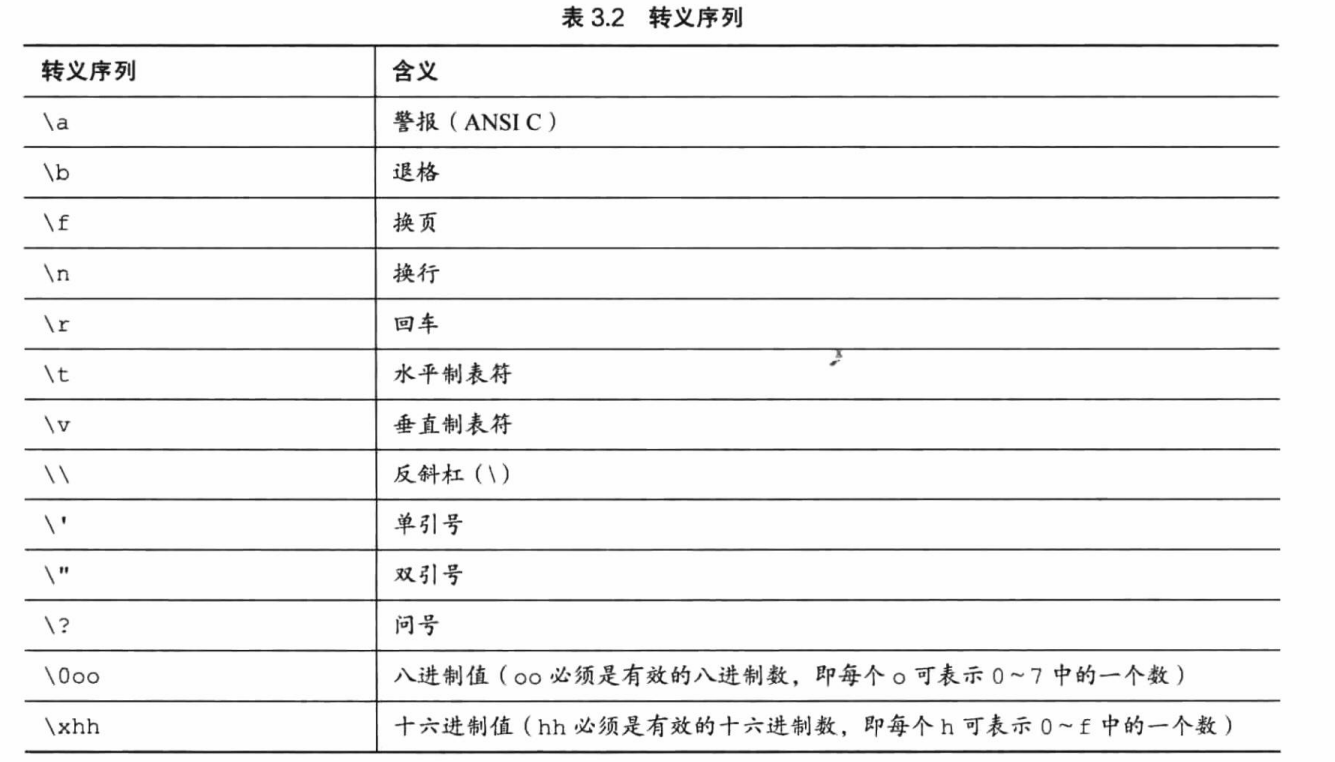 表 3.2 转义序列
转义序列 含义
\a 警报（ANSI C）
\b 退格
\f 换页
\n 换行
\r 回车
\t 水平制表符
\v 垂直制表符
\\ 反斜杠（\）
\' 单引号
\" 双引号
\? 问号
\0oo 八进制值（oo 必须是有效的八进制数，即每个 o 可表示 0~7 中的一个数）
\xhh 十六进制值（hh 必须是有效的十六进制数，即每个 h 可表示 0~f 中的一个数）